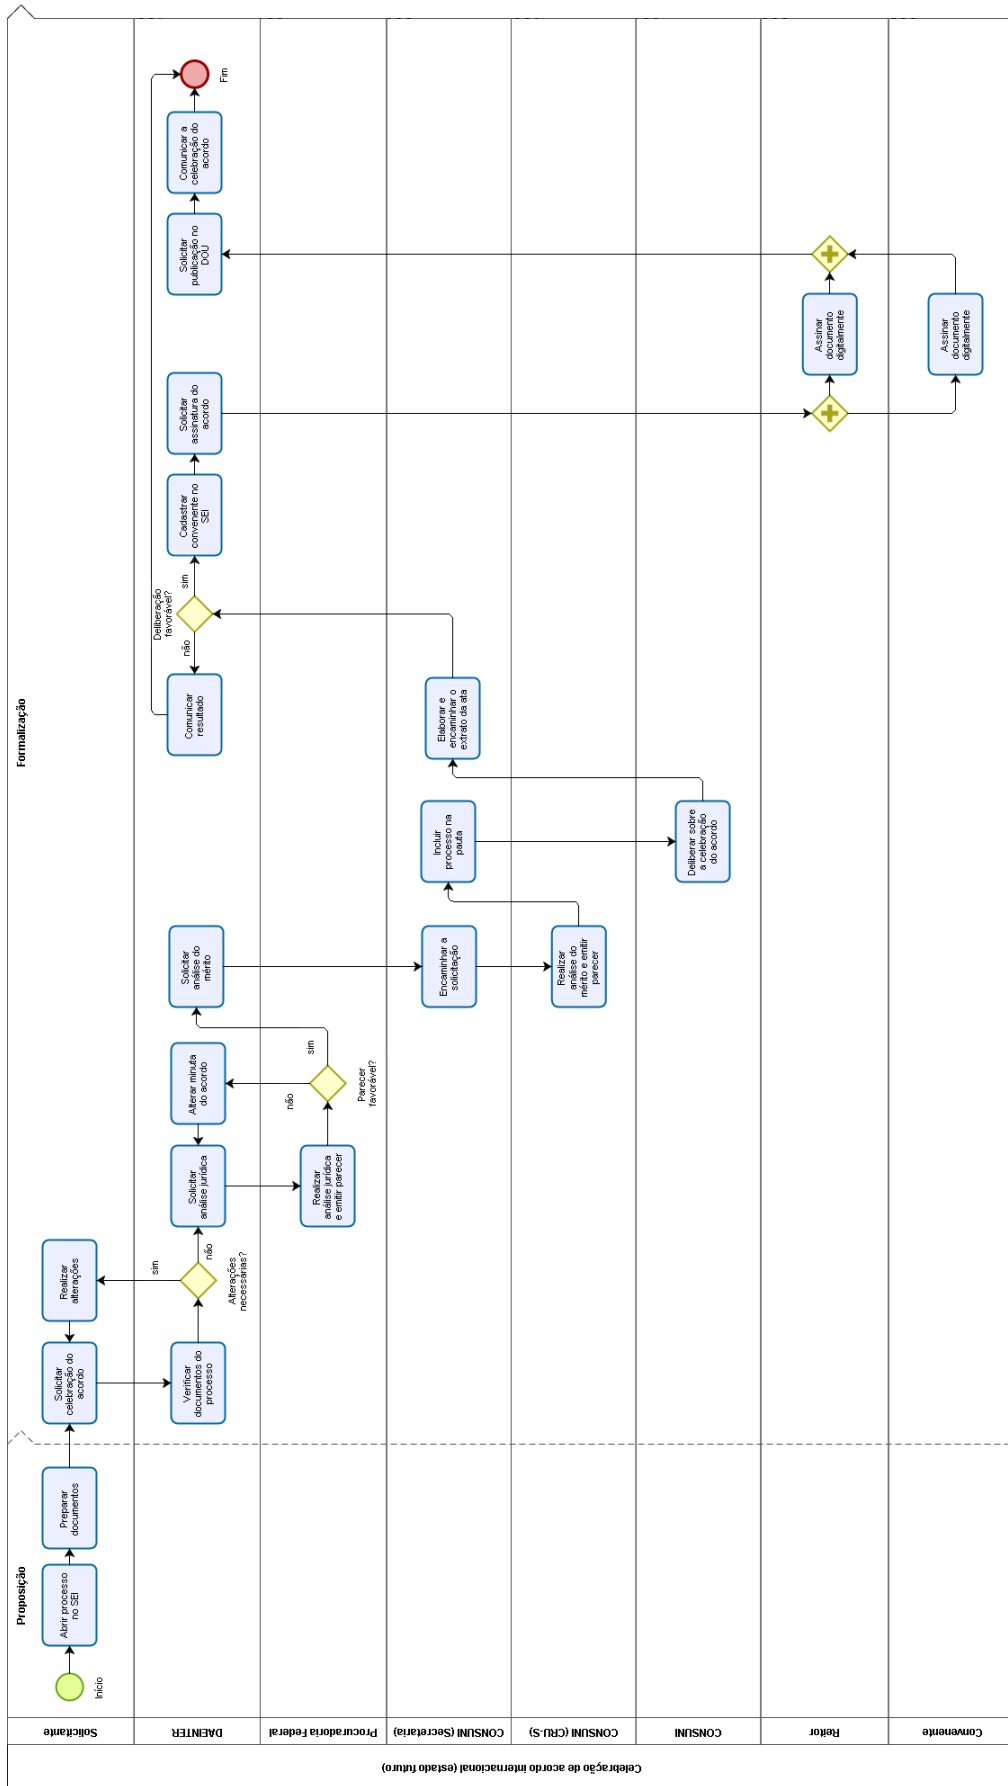 Celebração de acordo internacional (estado futuro)
Proposição
Formalização
Solicitante
Início
Abrir processo
no SEI
Preparar
documentos
Solicitar
celebração do
acordo
Realizar
alterações
DAEINTER
Verificar
documentos do
processo
Alterações
necessárias?
sim
não
Solicitar
análise jurídica
Alterar minuta
do acordo
Solicitar
análise do
mérito
Comunicar
resultado
não
Deliberação
favorável?
sim
Cadastrar
convenente no
SEI
Solicitar
assinatura do
acordo
Solicitar
publicação no
DOU
Comunicar a
celebração do
acordo
Fim
Procuradoria Federal
Realizar
análise jurídica
e emitir parecer
Parecer
favorável?
não
sim
CONSUNI (Secretaria)
Encaminhar a
solicitação
Incluir
processo na
pauta
Elaborar e
encaminhar o
extrato da ata
CONSUNI (CRU-S)
Realizar
análise do
mérito e emitir
parecer
CONSUNI
Deliberar sobre
a celebração
do acordo
Reitor
Assinar
documento
digitalmente
Convenente
Assinar
documento
digitalmente